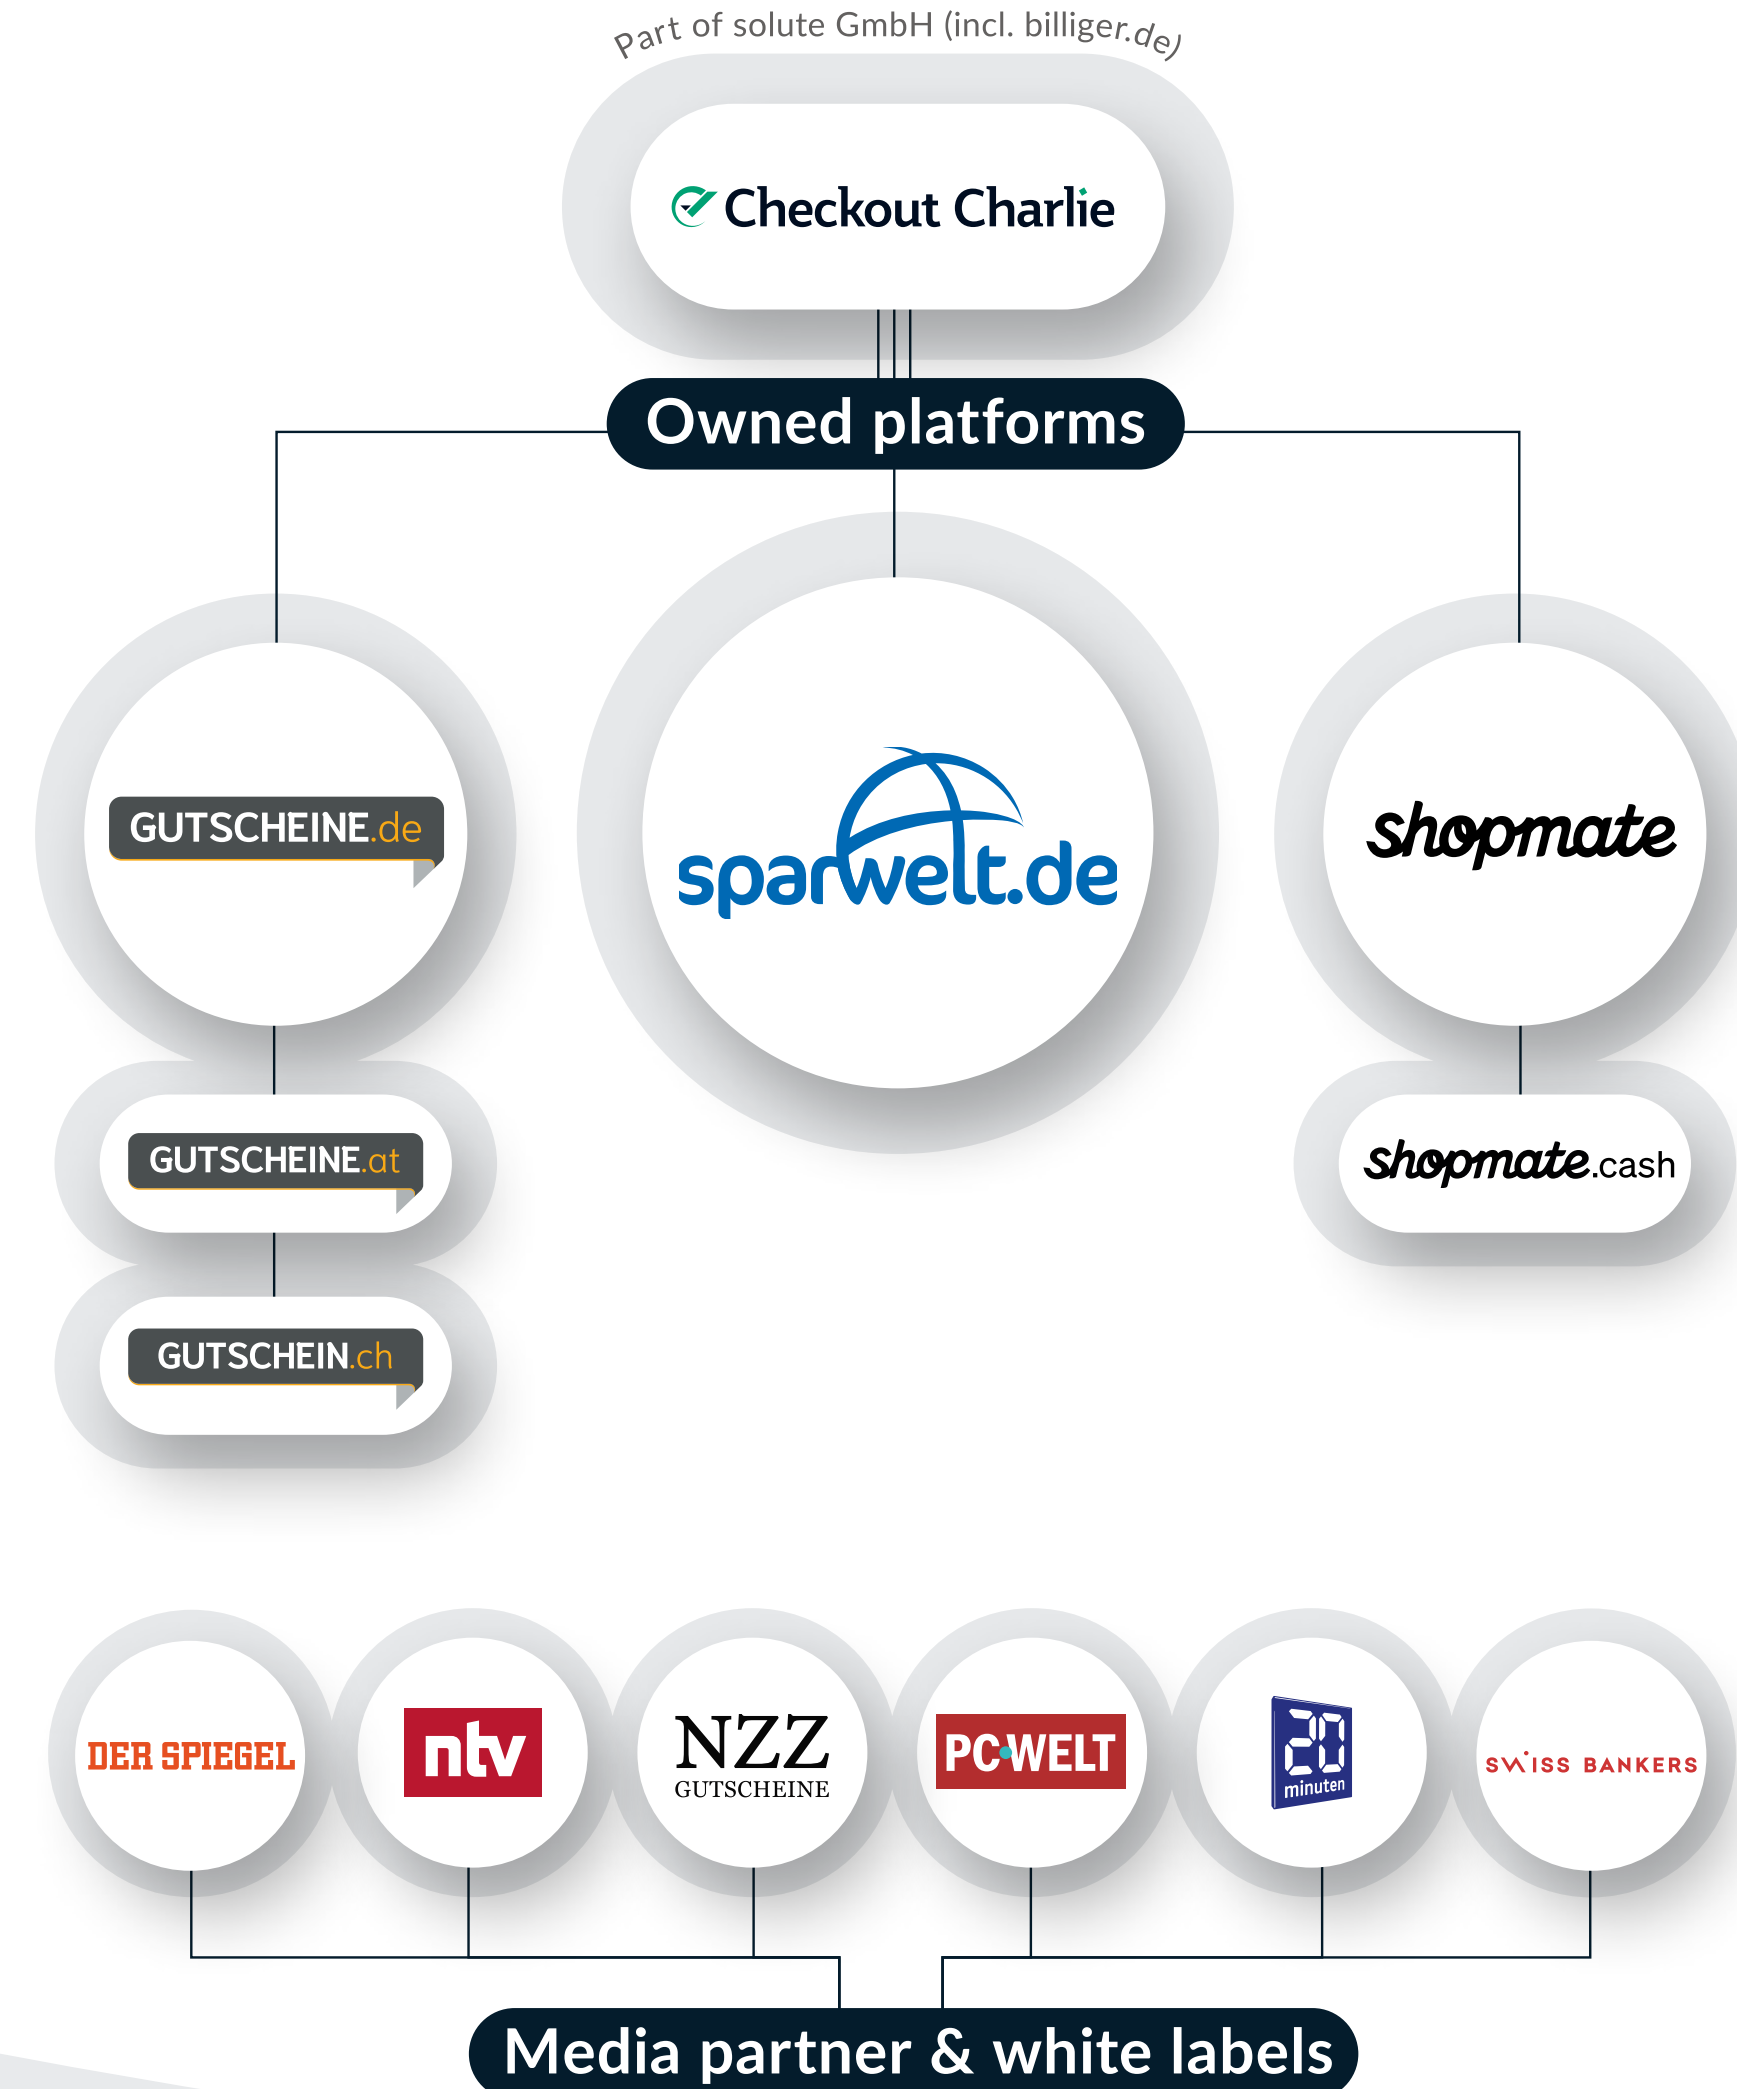 Part of solute GmbH (incl. billiger.de)
Checkout Charlie
Owned platforms
GUTSCHEINE.de
sparwelt.de
shopmate
GUTSCHEINE.at
shopmate.cash
GUTSCHEIN.ch
DER SPIEGEL
ntv
NZZ
GUTSCHEINE
PC WELT
20
minuten
SWISS BANKERS
Media partner & white labels